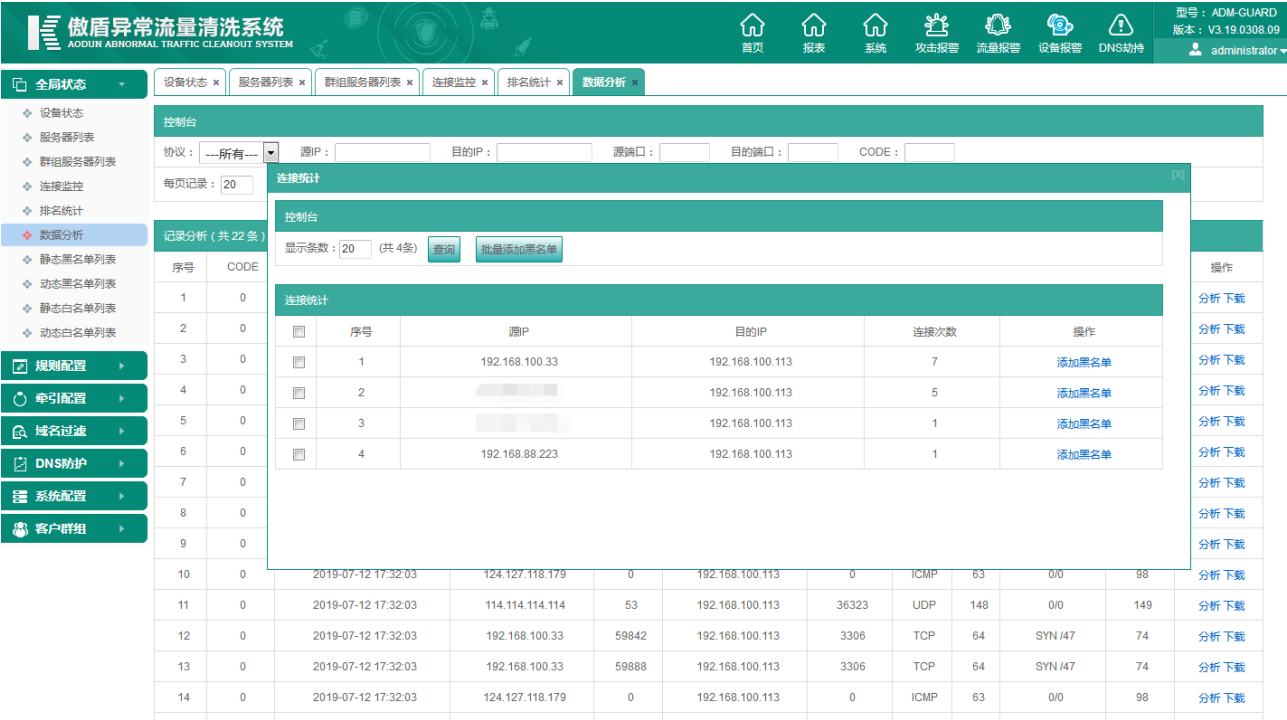 傲盾异常流量清洗系统
AODUN ABNORMAL TRAFFIC CLEANOUT SYSTEM
首页 报表 系统 攻击报警 流量报警 设备报警 DNS劫持
型号： ADM-GUARD
版本： V3.19.0308.09
administrator
全局状态
设备状态
服务器列表
群组服务器列表
连接监控
排名统计
数据分析
静态黑名单列表
动态黑名单列表
静态白名单列表
动态白名单列表
规则配置
牵引配置
域名过滤
DNS防护
系统配置
客户群组
设备状态 × 服务器列表 × 群组服务器列表 × 连接监控 × 排名统计 × 数据分析 ×
控制台
协议： ---所有--- 源IP： 目的IP： 源端口： 目的端口： CODE：
每页记录： 20
记录分析 ( 共 22 条 )
序号 CODE 操作
1 0 分析 下载
2 0 分析 下载
3 0 分析 下载
4 0 分析 下载
5 0 分析 下载
6 0 分析 下载
7 0 分析 下载
8 0 分析 下载
9 0 分析 下载
10 0 2019-07-12 17:32:03 124.127.118.179 0 192.168.100.113 0 ICMP 63 0/0 98 分析 下载
11 0 2019-07-12 17:32:03 114.114.114.114 53 192.168.100.113 36323 UDP 148 0/0 149 分析 下载
12 0 2019-07-12 17:32:03 192.168.100.33 59842 192.168.100.113 3306 TCP 64 SYN /47 74 分析 下载
13 0 2019-07-12 17:32:03 192.168.100.33 59888 192.168.100.113 3306 TCP 64 SYN /47 74 分析 下载
14 0 2019-07-12 17:32:03 124.127.118.179 0 192.168.100.113 0 ICMP 63 0/0 98 分析 下载
连接统计 [X]
控制台
显示条数： 20 (共 4条) 查询 批量添加黑名单
连接统计
序号 源IP 目的IP 连接次数 操作
1 192.168.100.33 192.168.100.113 7 添加黑名单
2 192.168.100.113 5 添加黑名单
3 192.168.100.113 1 添加黑名单
4 192.168.88.223 192.168.100.113 1 添加黑名单